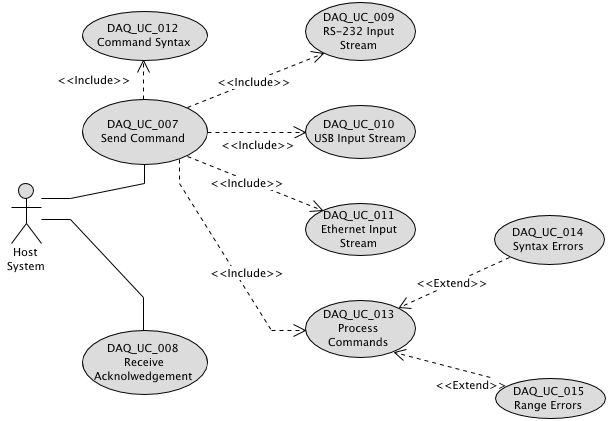 DAQ_UC_012
Command Syntax
DAQ_UC_009
RS-232 Input
Stream
<<Include>>
<<Include>>
DAQ_UC_007
Send Command
DAQ_UC_010
USB Input Stream
<<Include>>
<<Include>>
DAQ_UC_011
Ethernet Input
Stream
DAQ_UC_014
Syntax Errors
Host
System
<<Include>>
<<Extend>>
DAQ_UC_013
Process
Commands
DAQ_UC_008
Receive
Acknolwedgement
<<Extend>>
DAQ_UC_015
Range Errors